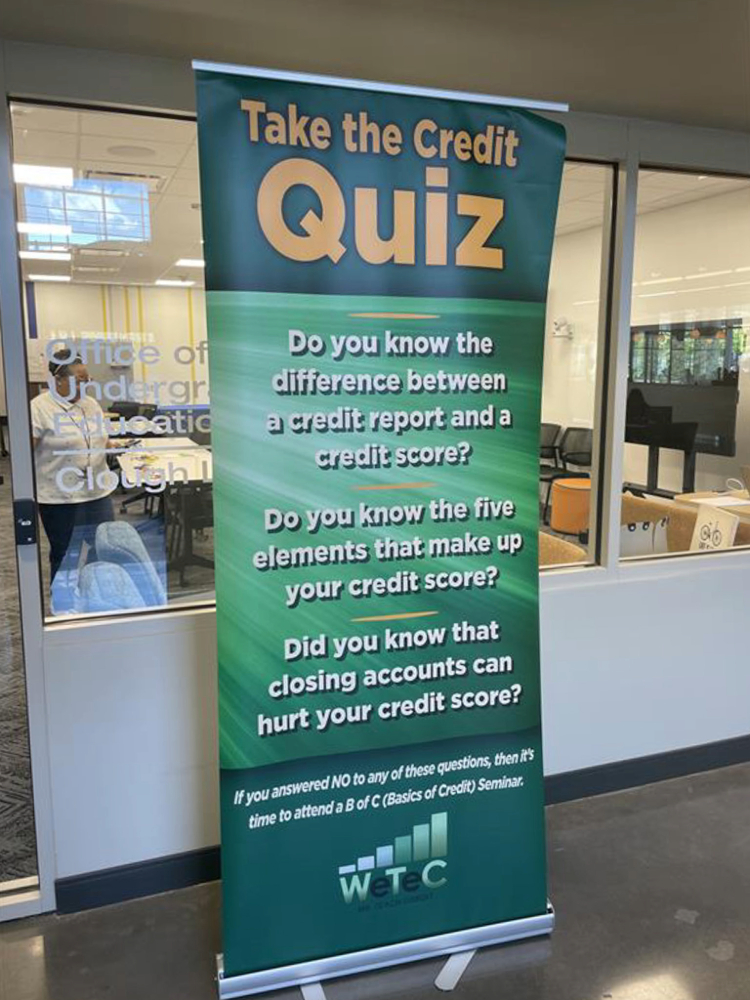 Take the Credit
Quiz
Do you know the
difference between
a credit report and a
credit score?
Do you know the five
elements that make up
your credit score?
Did you know that
closing accounts can
hurt your credit score?
If you answered NO to any of these questions, then it's
time to attend a B of C (Basics of Credit) Seminar.
WeTeC
WE TEACH CREDIT
Office of
Undergr
Educatio
Clough